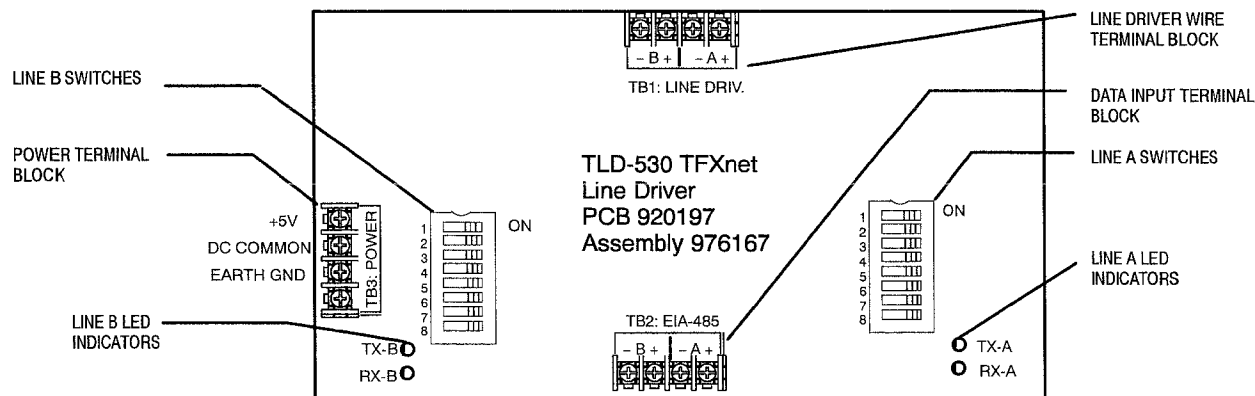 LINE DRIVER WIRE
TERMINAL BLOCK
- B + - A +
TB1: LINE DRIV.
LINE B SWITCHES
DATA INPUT TERMINAL
BLOCK
POWER TERMINAL
BLOCK
LINE A SWITCHES
TLD-530 TFXnet
Line Driver
PCB 920197
Assembly 976167
+5V
DC COMMON
EARTH GND
TB3: POWER
1
2
3
4
5
6
7
8
ON
1
2
3
4
5
6
7
8
ON
LINE A LED
INDICATORS
LINE B LED
INDICATORS
TX-B
RX-B
TB2: EIA-485
- B + - A +
TX-A
RX-A